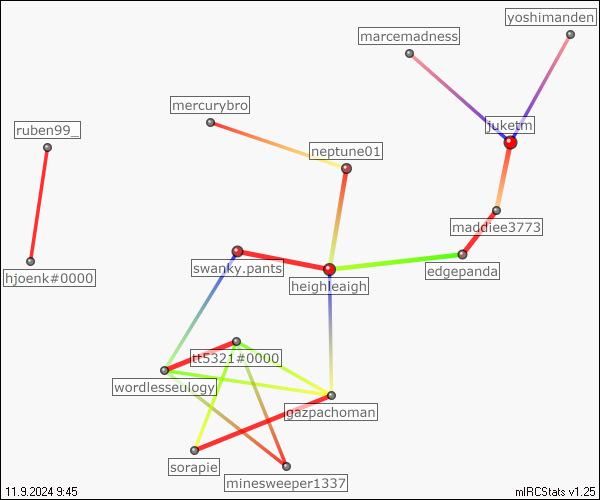 yoshimanden
marcemadness
mercurybro
juketm
ruben99_
neptune01
maddiee3773
swanky.pants
edgepanda
hjoenk#0000
heighleaigh
tt5321#0000
wordlesseulogy
gazpachoman
sorapie
minesweeper1337
11.9.2024 9:45
mIRCStats v1.25